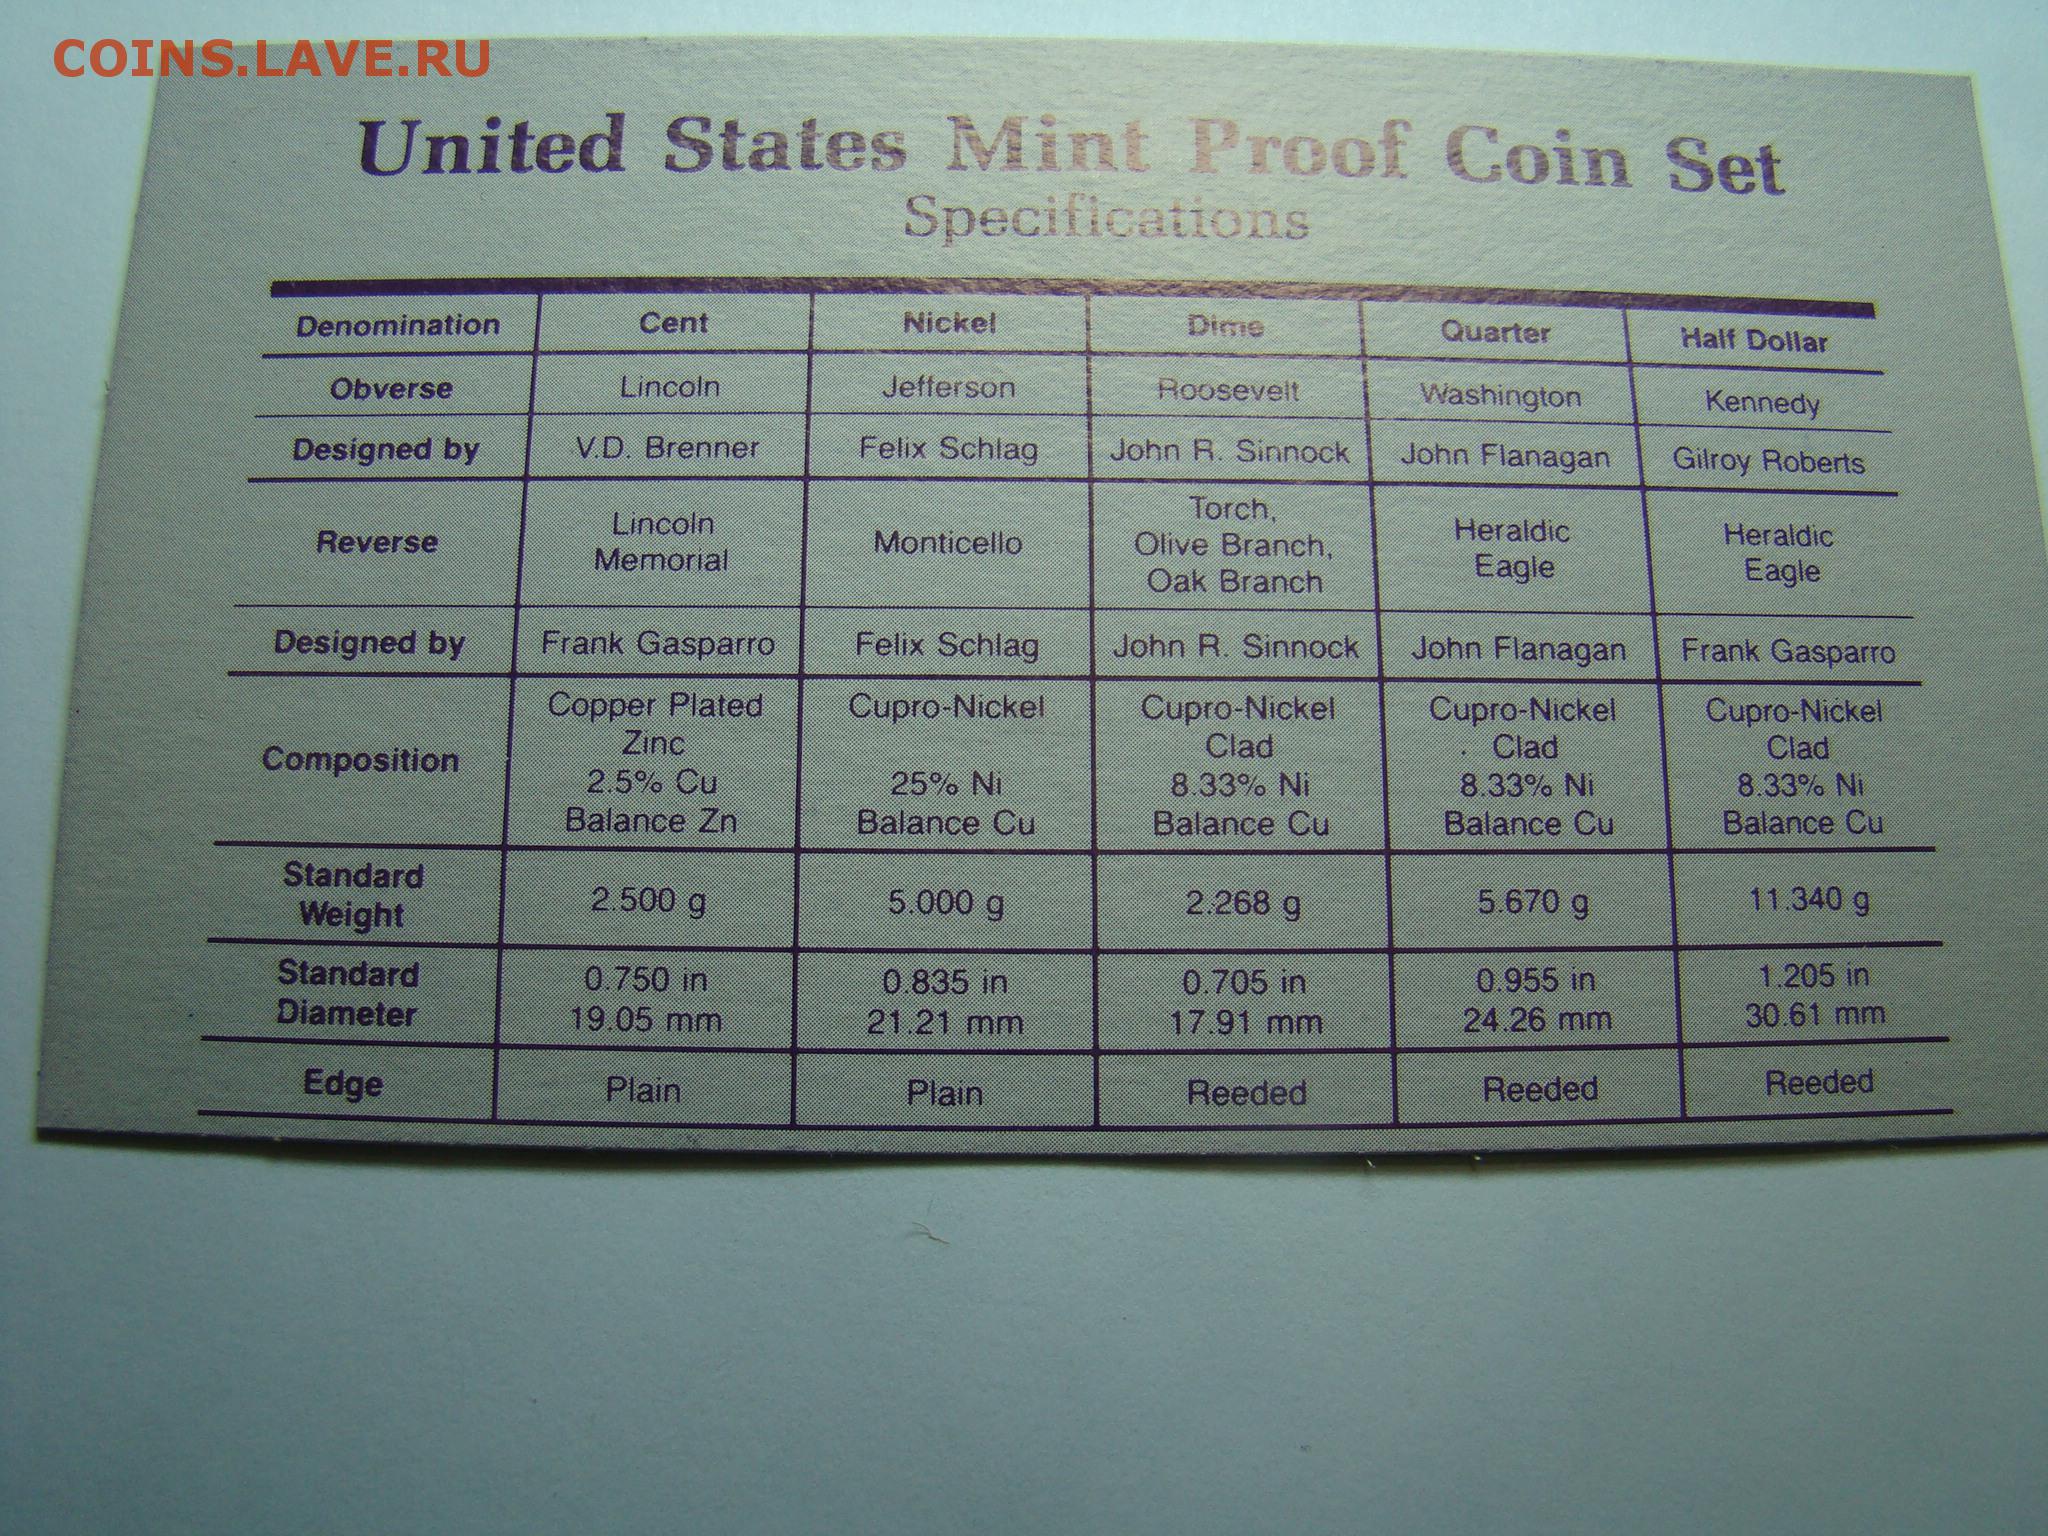 COINS.LAVE.RU
United States Mint Proof Coin Set
Specifications
Denomination Cent Nickel Dime Quarter Half Dollar
Obverse Lincoln Jefferson Roosevelt Washington Kennedy
Designed by V.D. Brenner Felix Schlag John R. Sinnock John Flanagan Gilroy Roberts
Reverse Lincoln Memorial Monticello Torch, Olive Branch, Oak Branch Heraldic Eagle Heraldic Eagle
Designed by Frank Gasparro Felix Schlag John R. Sinnock John Flanagan Frank Gasparro
Composition Copper Plated Zinc 2.5% Cu Balance Zn Cupro-Nickel 25% Ni Balance Cu Cupro-Nickel Clad 8.33% Ni Balance Cu Cupro-Nickel Clad 8.33% Ni Balance Cu Cupro-Nickel Clad 8.33% Ni Balance Cu
Standard Weight 2.500 g 5.000 g 2.268 g 5.670 g 11.340 g
Standard Diameter 0.750 in 19.05 mm 0.835 in 21.21 mm 0.705 in 17.91 mm 0.955 in 24.26 mm 1.205 in 30.61 mm
Edge Plain Plain Reeded Reeded Reeded